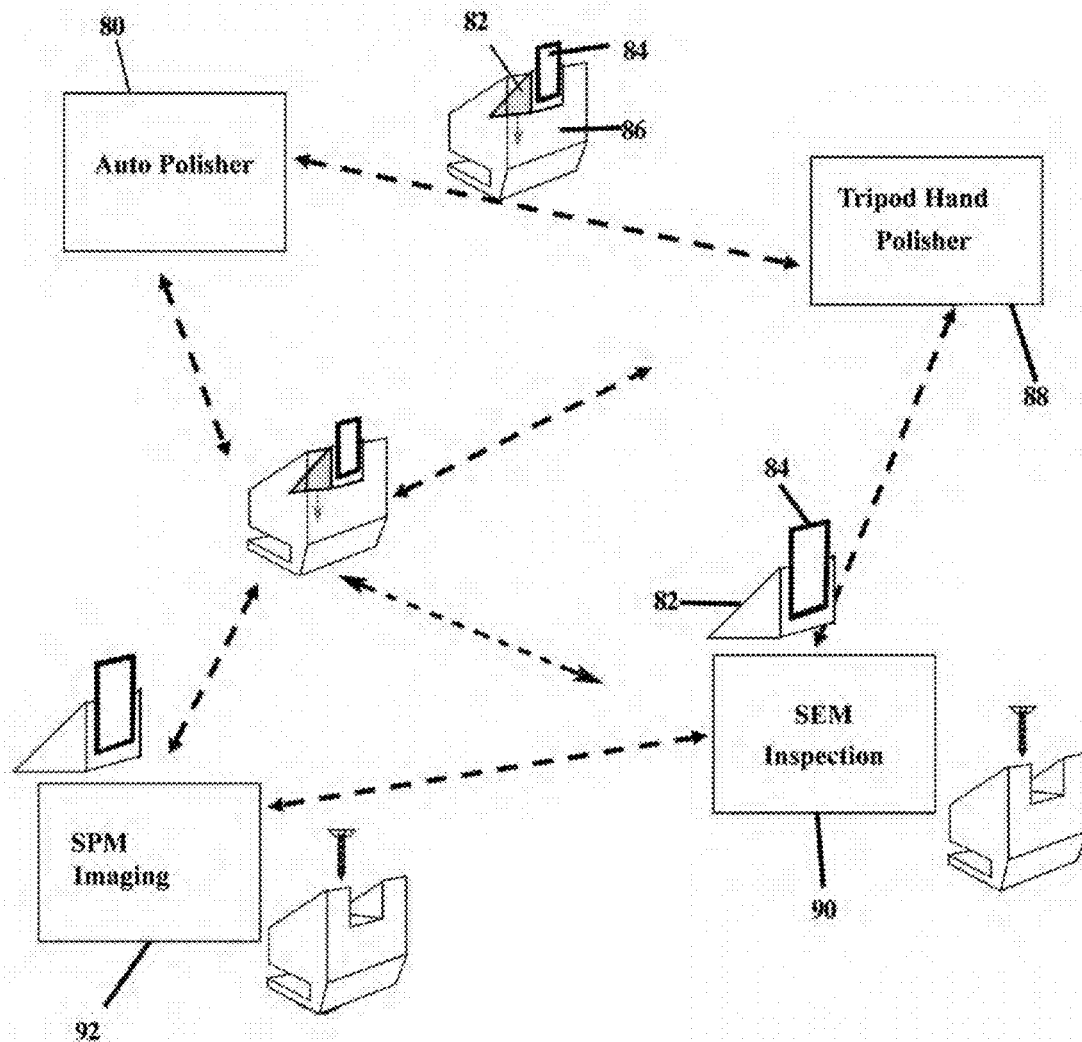 80
82
84
86
Auto Polisher
Tripod Hand
Polisher
88
84
82
SEM
Inspection
90
SPM
Imaging
92